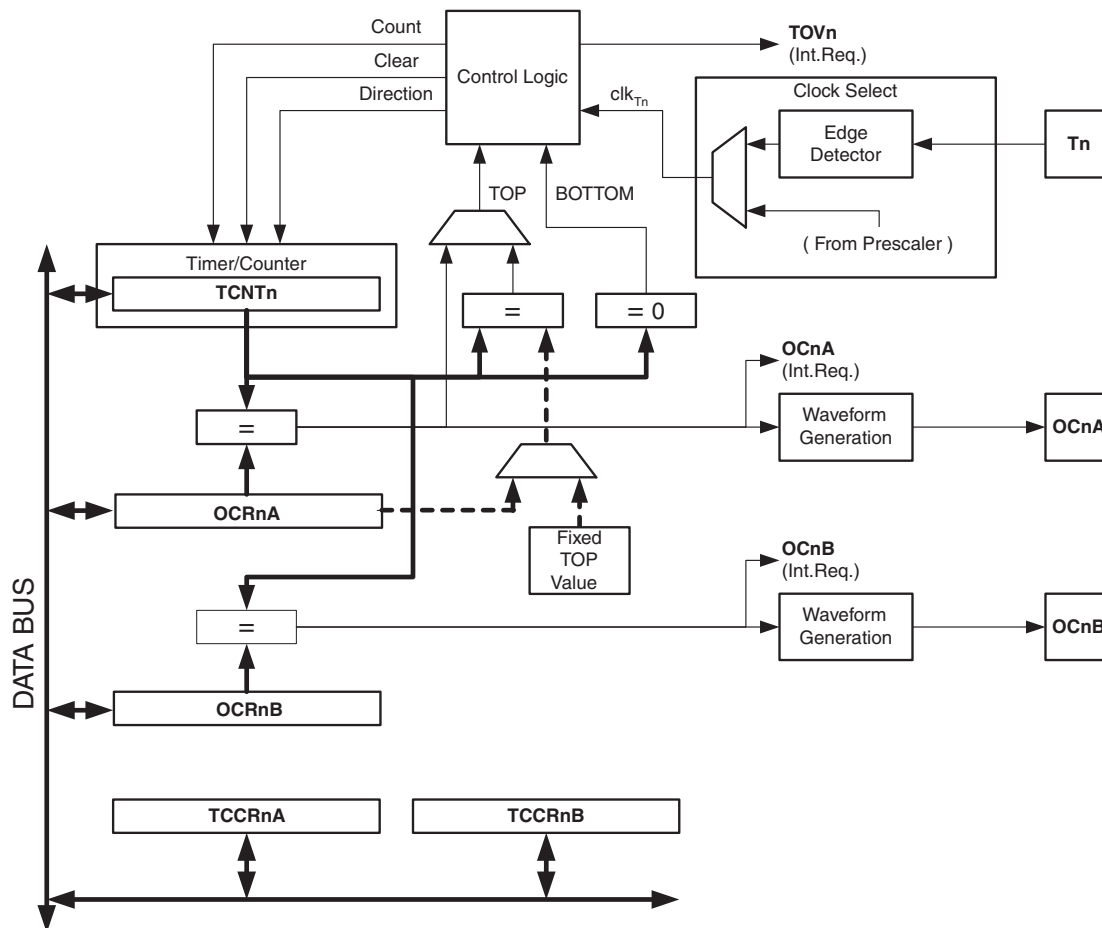 Count
Clear
Direction
Control Logic
TOVn
(Int.Req.)
Clock Select
clkTn
Edge
Detector
Tn
( From Prescaler )
TOP
BOTTOM
Timer/Counter
TCNTn
=
= 0
OCnA
(Int.Req.)
=
Waveform
Generation
OCnA
OCRnA
Fixed
TOP
Value
OCnB
(Int.Req.)
=
Waveform
Generation
OCnB
OCRnB
DATA BUS
TCCRnA
TCCRnB